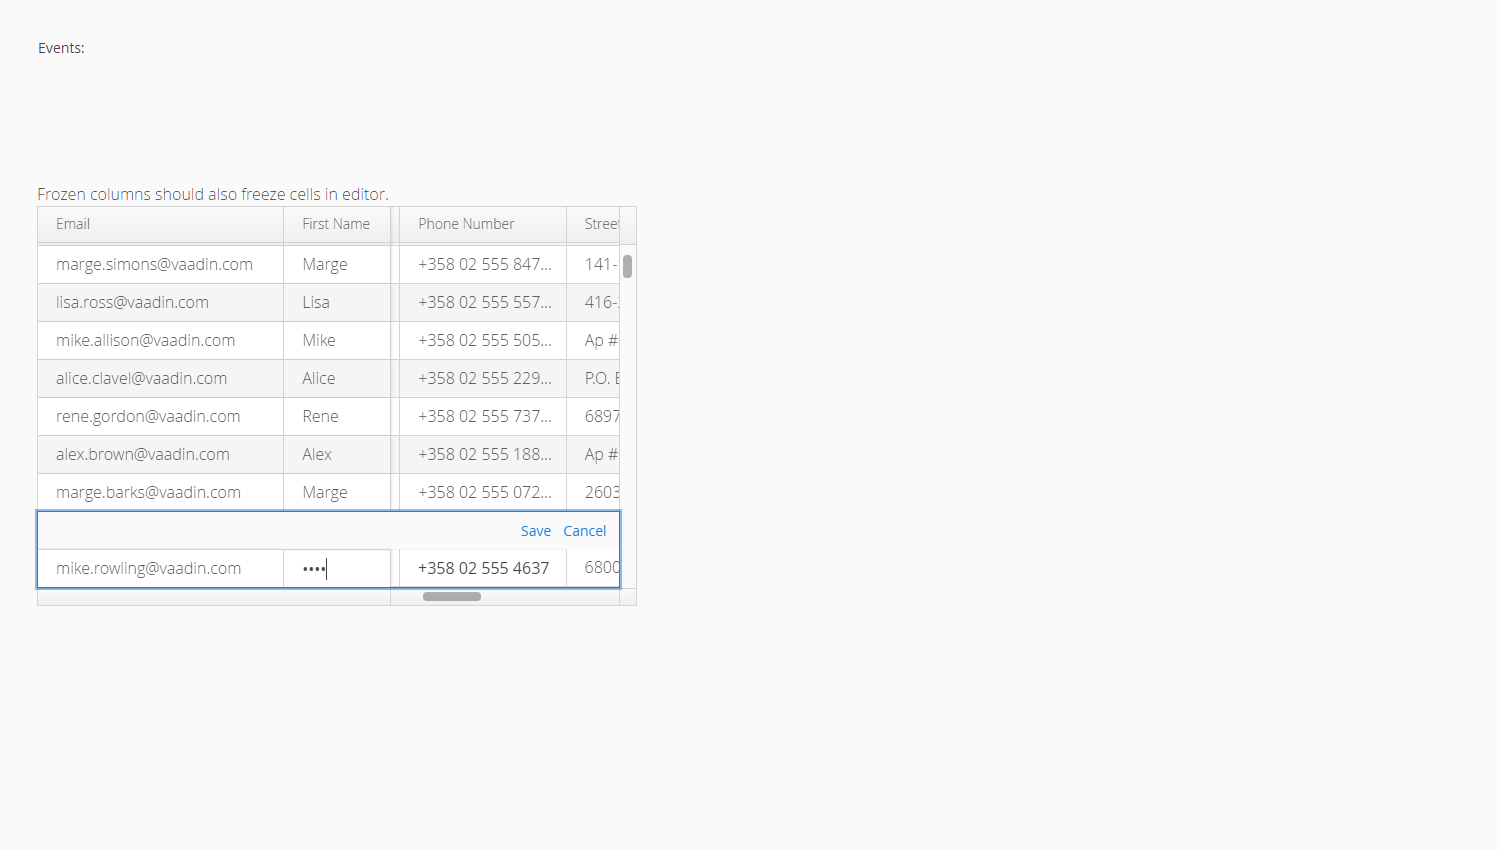 Events:
Frozen columns should also freeze cells in editor.
Email First Name Phone Number Street
marge.simons@vaadin.com Marge +358 02 555 847... 141-
lisa.ross@vaadin.com Lisa +358 02 555 557... 416-
mike.allison@vaadin.com Mike +358 02 555 505... Ap #
alice.clavel@vaadin.com Alice +358 02 555 229... P.O.
rene.gordon@vaadin.com Rene +358 02 555 737... 6897
alex.brown@vaadin.com Alex +358 02 555 188... Ap #
marge.barks@vaadin.com Marge +358 02 555 072... 2603
Save Cancel
mike.rowling@vaadin.com •••• +358 02 555 4637 6800